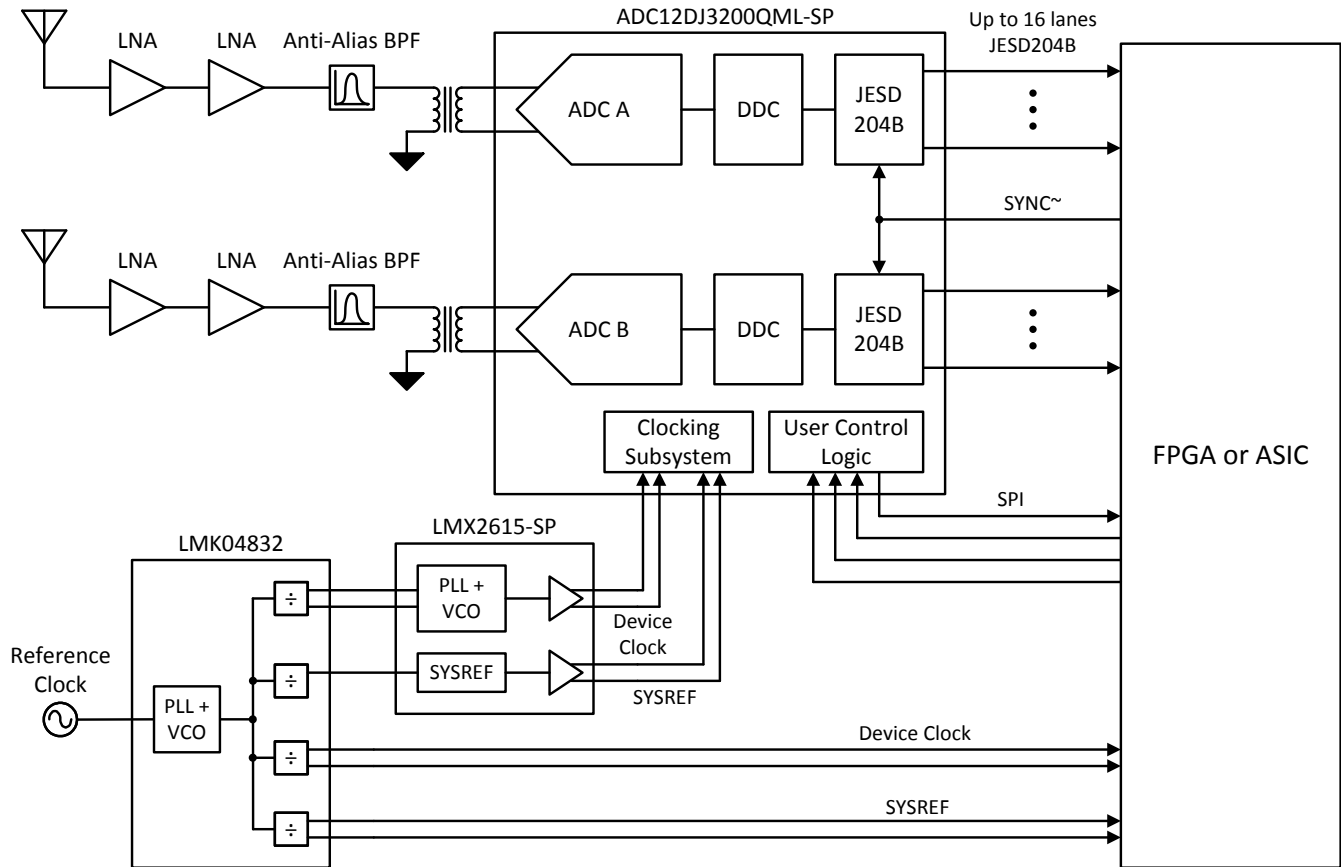 ADC12DJ3200QML-SP
Up to 16 lanes
JESD204B
LNA
LNA
Anti-Alias BPF
ADC A
DDC
JESD
204B
SYNC~
LNA
LNA
Anti-Alias BPF
ADC B
DDC
JESD
204B
Clocking
Subsystem
User Control
Logic
FPGA or ASIC
SPI
LMK04832
LMX2615-SP
÷
PLL +
VCO
Device
Clock
Reference
Clock
÷
SYSREF
SYSREF
PLL +
VCO
÷
Device Clock
÷
SYSREF